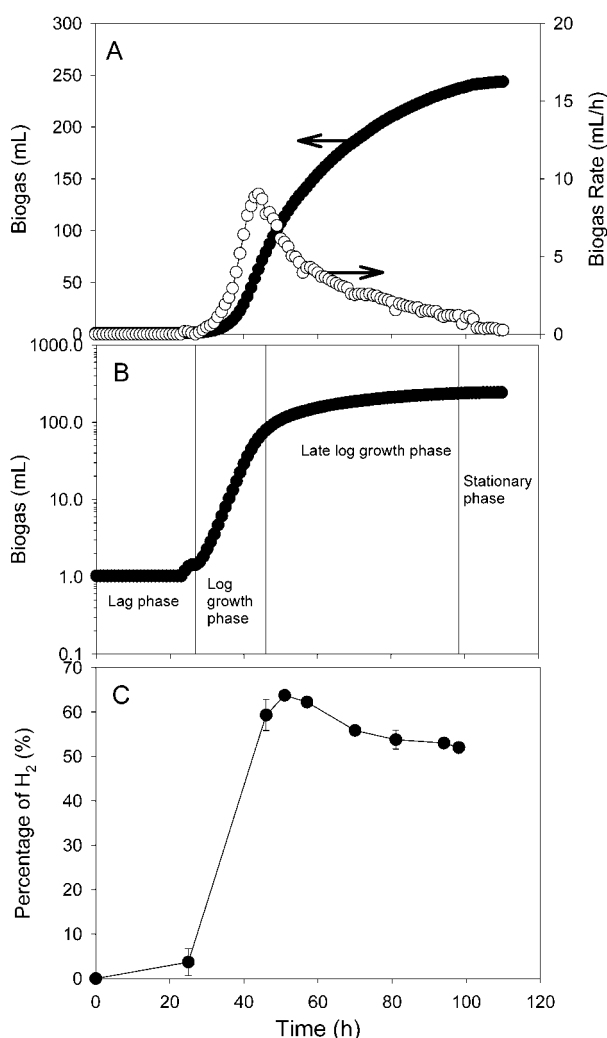 A
Biogas (mL)
300
250
200
150
100
50
0
20
15
10
5
0
Biogas Rate (mL/h)
B
Biogas (mL)
1000.0
100.0
10.0
1.0
0.1
Lag phase
Log
growth
phase
Late log growth phase
Stationary
phase
C
Percentage of H2 (%)
70
60
50
40
30
20
10
0
0 20 40 60 80 100 120
Time (h)